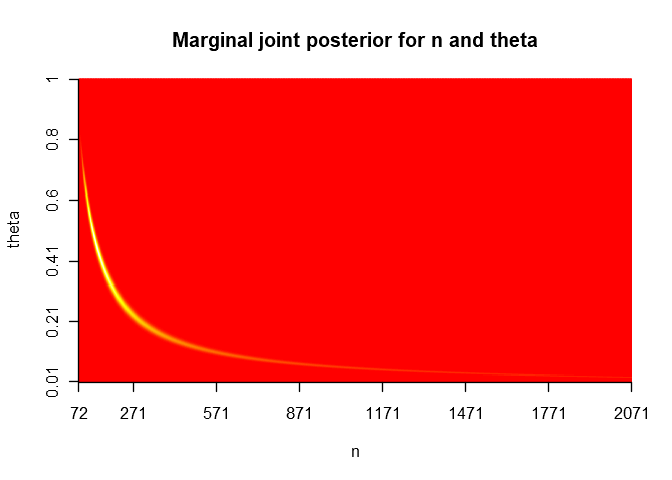 Marginal joint posterior for n and theta
theta
1
0.8
0.6
0.41
0.21
0.01
72 271 571 871 1171 1471 1771 2071
n